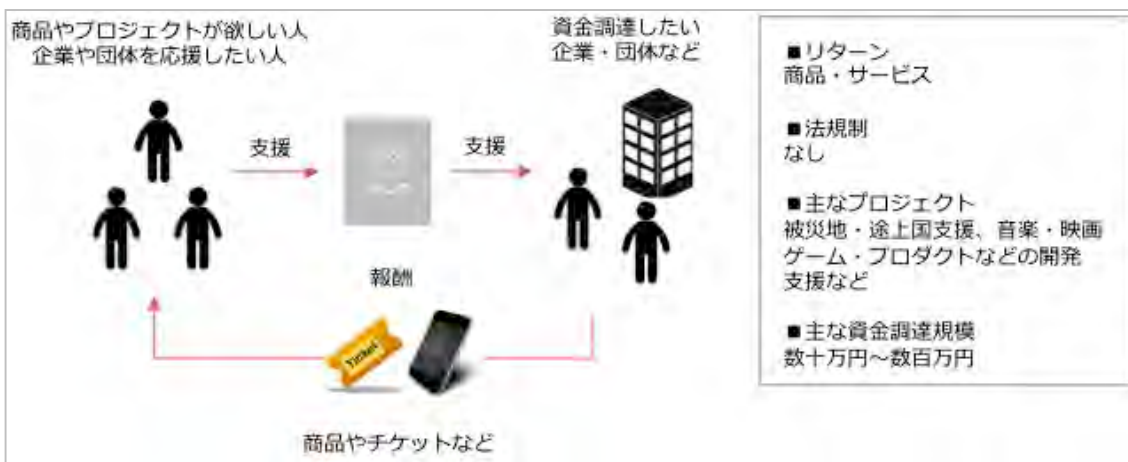 商品やプロジェクトが欲しい人
企業や団体を応援したい人
資金調達したい
企業・団体など
支援
支援
報酬
Ticket
商品やチケットなど
■リターン
商品・サービス
■法規制
なし
■主なプロジェクト
被災地・途上国支援、音楽・映画
ゲーム・プロダクトなどの開発
支援など
■主な資金調達規模
数十万円～数百万円